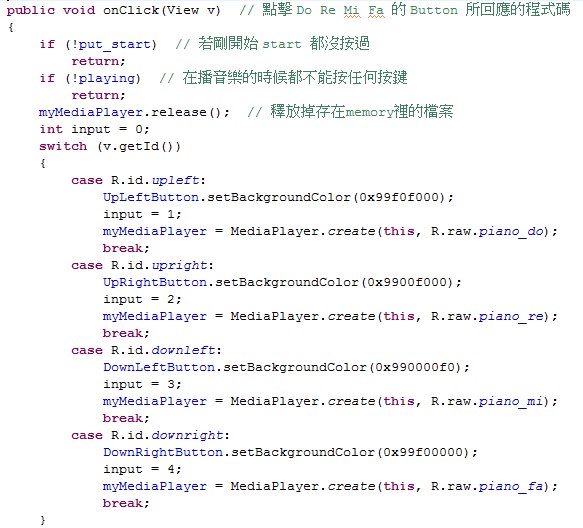 public void onClick(View v)  // 點擊 Do Re Mi Fa 的 Button 所回應的程式碼
{
    if (!put_start)  // 若剛開始 start 都沒按過
        return;
    if (!playing)  // 在播音樂的時候都不能按任何按鍵
        return;
    myMediaPlayer.release();  // 釋放掉存在memory裡的檔案
    int input = 0;
    switch (v.getId())
    {
        case R.id.upleft:
            UpLeftButton.setBackgroundColor(0x99f0f000);
            input = 1;
            myMediaPlayer = MediaPlayer.create(this, R.raw.piano_do);
            break;
        case R.id.upright:
            UpRightButton.setBackgroundColor(0x9900f000);
            input = 2;
            myMediaPlayer = MediaPlayer.create(this, R.raw.piano_re);
            break;
        case R.id.downleft:
            DownLeftButton.setBackgroundColor(0x990000f0);
            input = 3;
            myMediaPlayer = MediaPlayer.create(this, R.raw.piano_mi);
            break;
        case R.id.downright:
            DownRightButton.setBackgroundColor(0x99f00000);
            input = 4;
            myMediaPlayer = MediaPlayer.create(this, R.raw.piano_fa);
            break;
    }